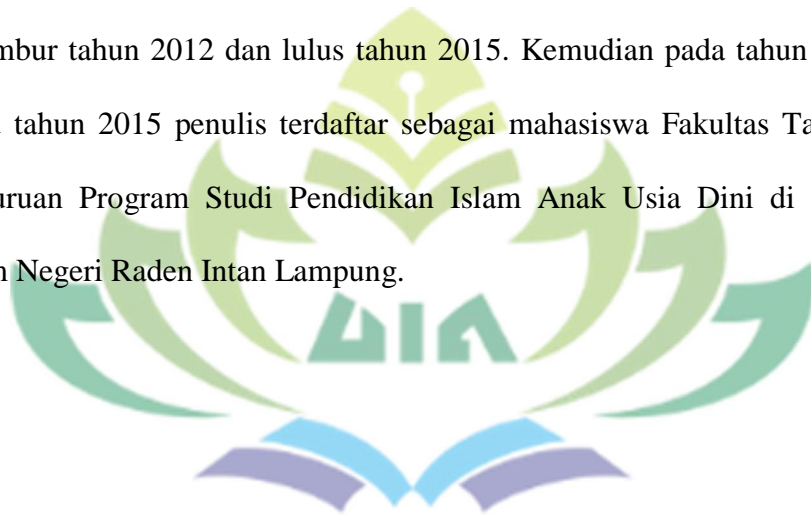 mbur tahun 2012 dan lulus tahun 2015. Kemudian pada tahun
tahun 2015 penulis terdaftar sebagai mahasiswa Fakultas Ta
uruan Program Studi Pendidikan Islam Anak Usia Dini di
n Negeri Raden Intan Lampung.
UIN